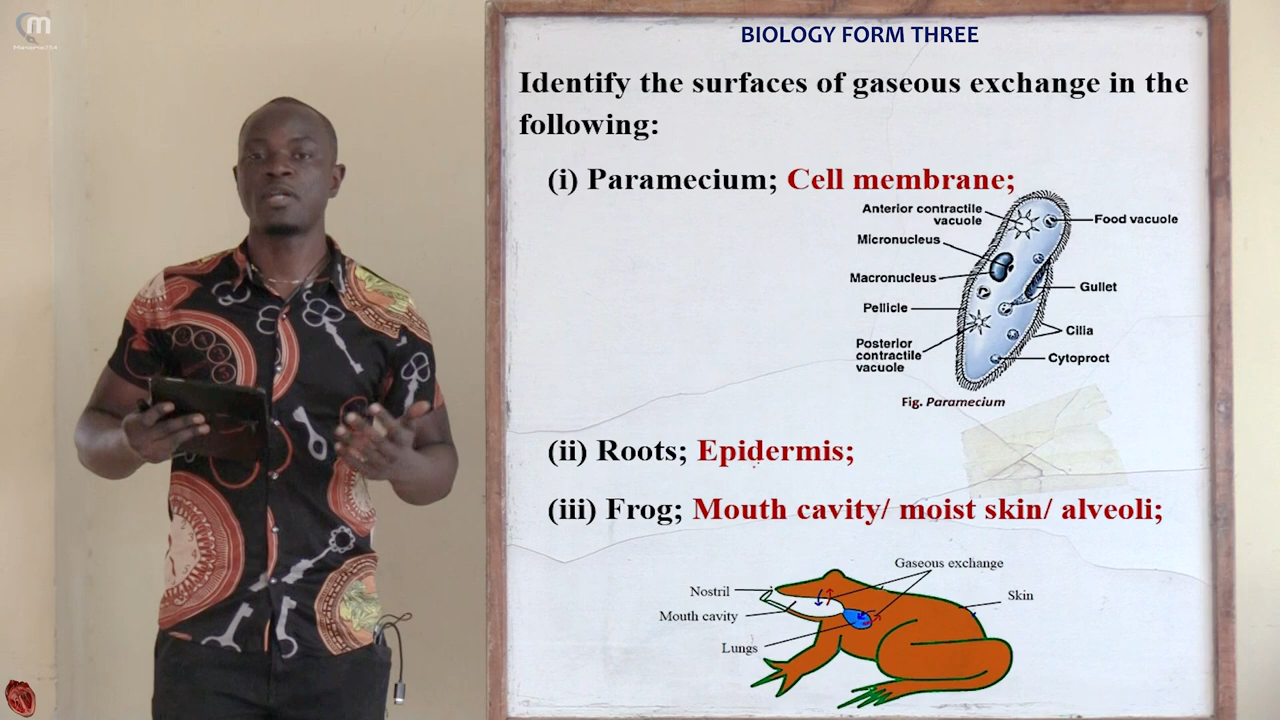 BIOLOGY FORM THREE
Identify the surfaces of gaseous exchange in the
following:
(i) Paramecium; Cell membrane;
Anterior contractile
vacuole
Food vacuole
Micronucleus
Macronucleus
Gullet
Pellicle
Cilia
Posterior
contractile
vacuole
Cytoproct
Fig. Paramecium
(ii) Roots; Epidermis;
(iii) Frog; Mouth cavity/ moist skin/ alveoli;
Gaseous exchange
Nostril
Skin
Mouth cavity
Lungs